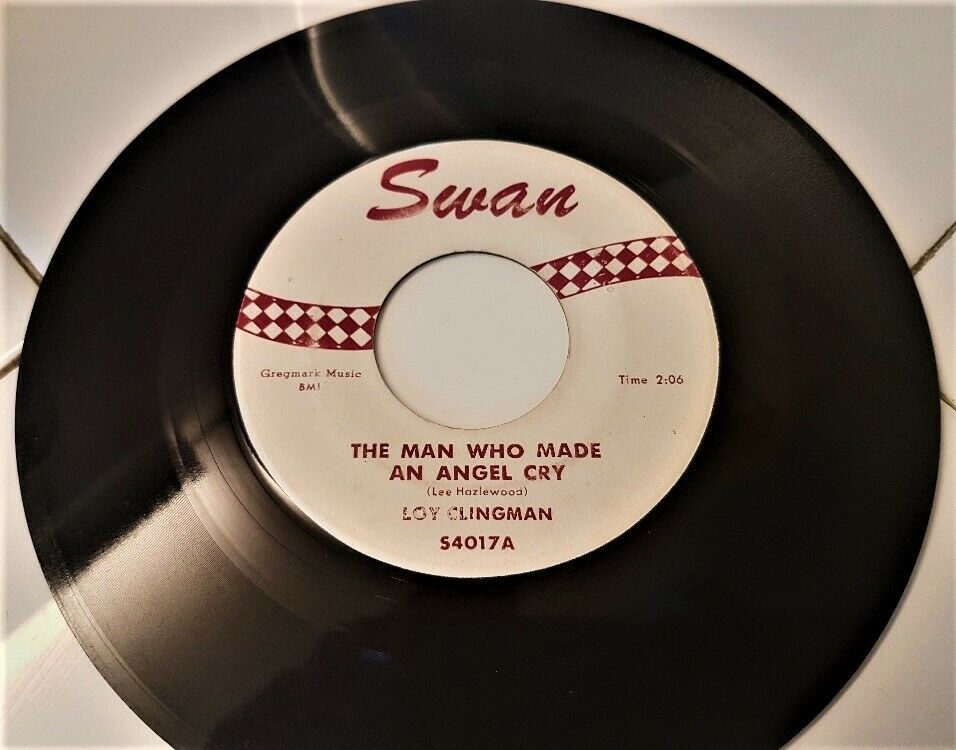 Swan
Gregmark Music
BMI
Time 2:06
THE MAN WHO MADE
AN ANGEL CRY
(Lee Hazlewood)
LOY CLINGMAN
S4017A